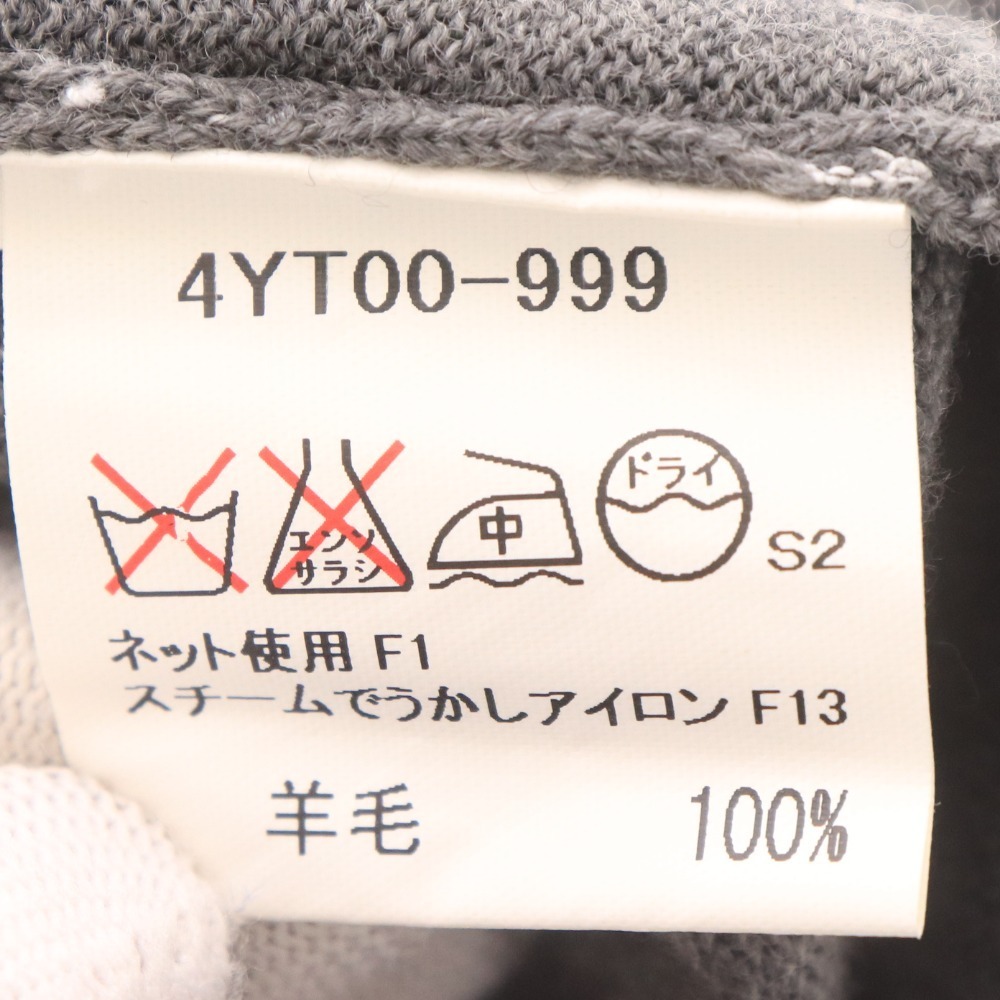 4YT00-999
エンソ
サラシ
中
ドライ
S2
ネット使用 F1
スチームでうかしアイロン F13
羊毛 100%